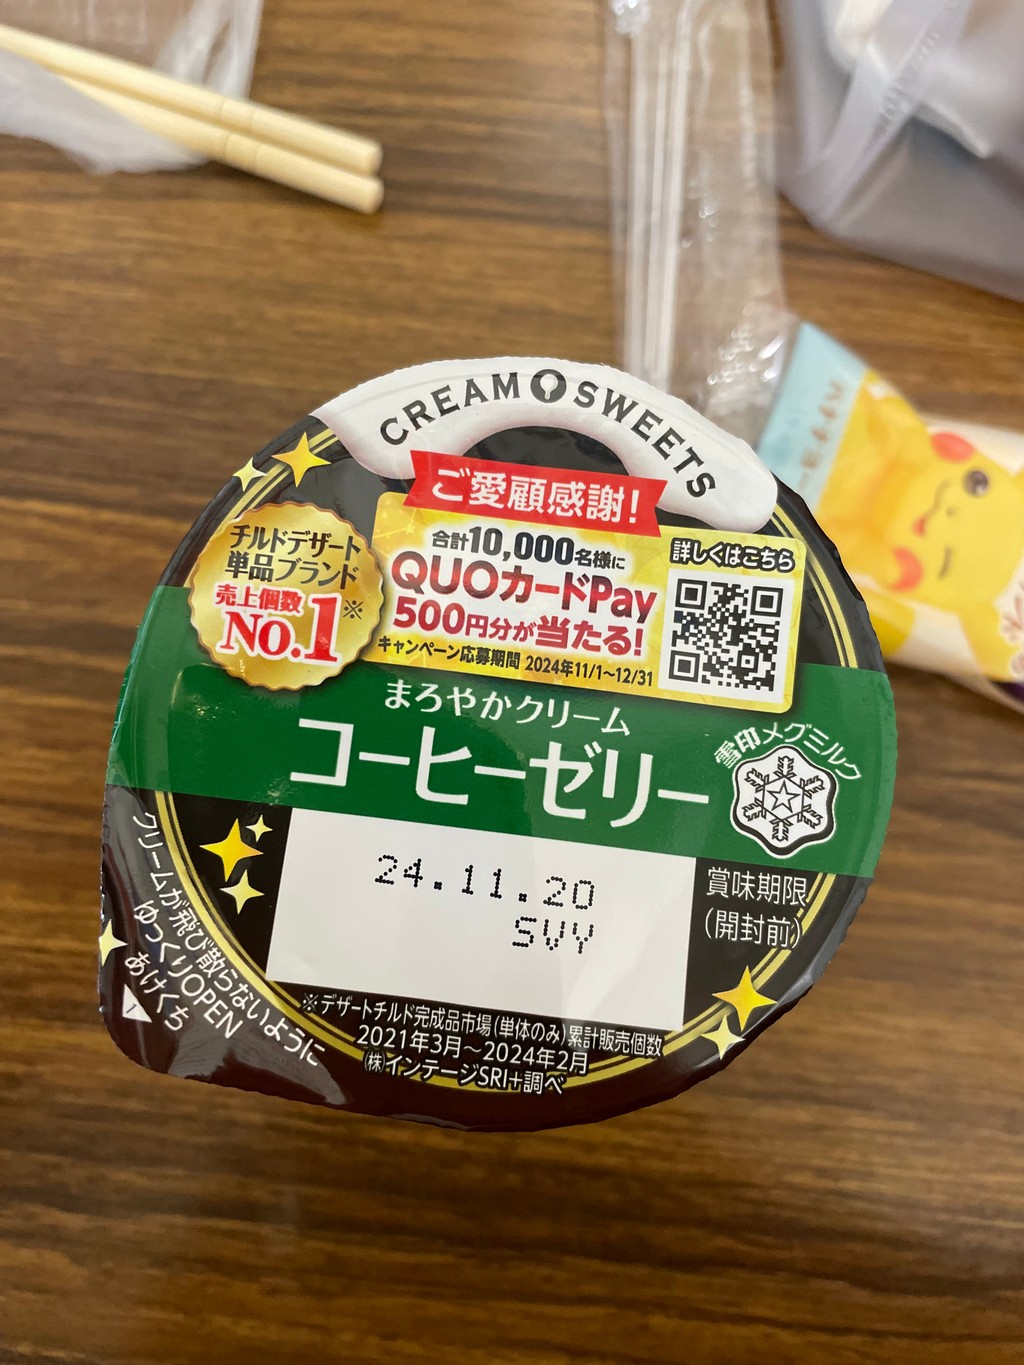 CREAM SWEETS
ご愛顧感謝!
チルドデザート
単品ブランド
売上個数
No.1※
合計10,000名様に
QUOカードPay
500円分が当たる!
キャンペーン応募期間 2024年11/1~12/31
詳しくはこちら
まろやかクリーム
コーヒーゼリー
雪印メグミルク
24.11.20
SVY
賞味期限
(開封前)
クリームが飛び散らないように
ゆっくりOPEN
あけくち
※デザートチルド完成品市場(単体のみ)累計販売個数
2021年3月~2024年2月
㈱インテージSRI+調べ